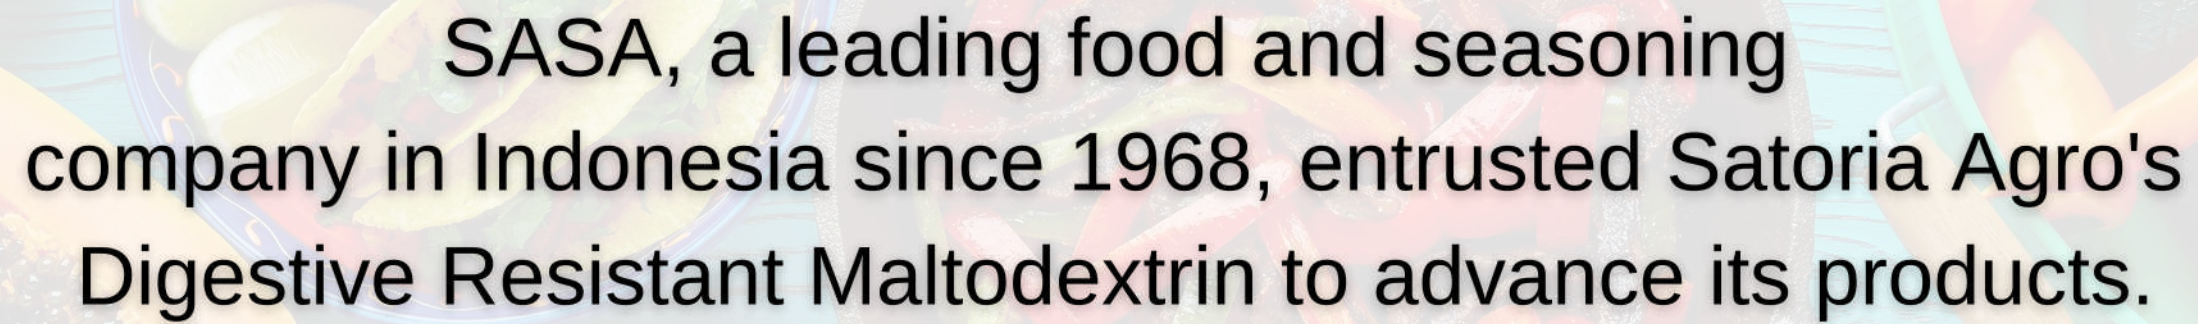 SASA, a leading food and seasoning
company in Indonesia since 1968, entrusted Satoria Agro's
Digestive Resistant Maltodextrin to advance its products.